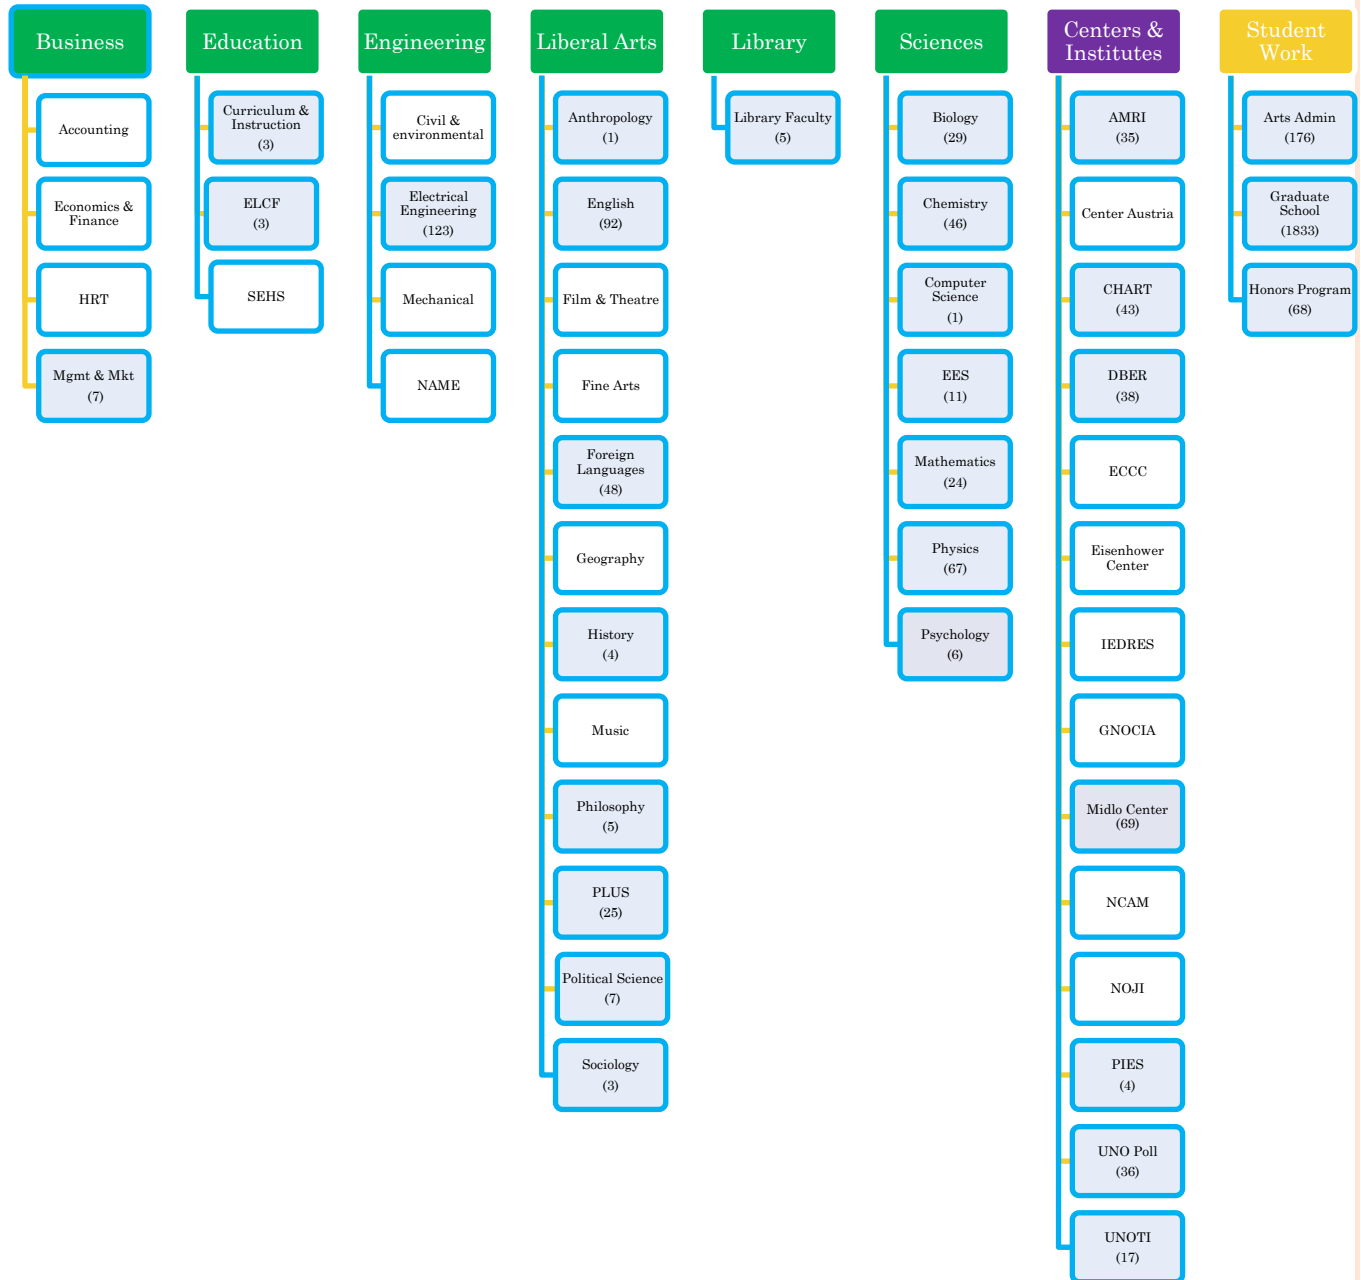 Business
Accounting
Economics &
Finance
HRT
Mgmt & Mkt
(7)
Education
Curriculum &
Instruction
(3)
ELCF
(3)
SEHS
Engineering
Civil &
environmental
Electrical
Engineering
(123)
Mechanical
NAME
Liberal Arts
Anthropology
(1)
English
(92)
Film & Theatre
Fine Arts
Foreign
Languages
(48)
Geography
History
(4)
Music
Philosophy
(5)
PLUS
(25)
Political Science
(7)
Sociology
(3)
Library
Library Faculty
(5)
Sciences
Biology
(29)
Chemistry
(46)
Computer
Science
(1)
EES
(11)
Mathematics
(24)
Physics
(67)
Psychology
(6)
Centers &
Institutes
AMRI
(35)
Center Austria
CHART
(43)
DBER
(38)
ECCC
Eisenhower
Center
IEDRES
GNOCIA
Midlo Center
(69)
NCAM
NOJI
PIES
(4)
UNO Poll
(36)
UNOTI
(17)
Student
Work
Arts Admin
(176)
Graduate
School
(1833)
Honors Program
(68)